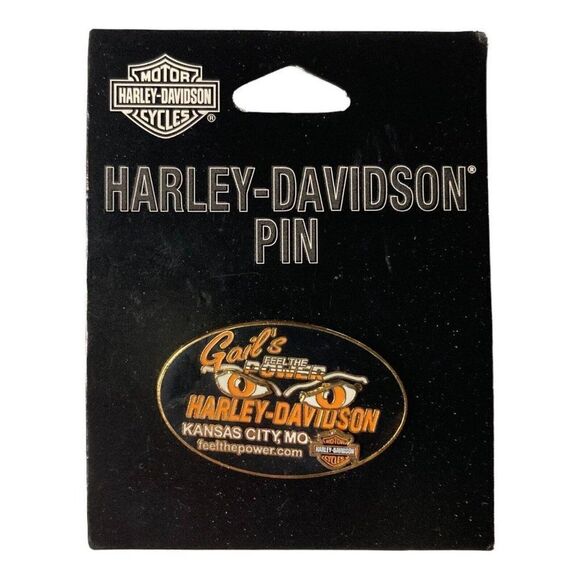 MOTOR
HARLEY-DAVIDSON
CYCLES ®
HARLEY-DAVIDSON®
PIN
Gail's
FEEL THE
POWER
HARLEY-DAVIDSON
KANSAS CITY, MO
feelthepower.com
MOTOR
HARLEY-DAVIDSON
CYCLES